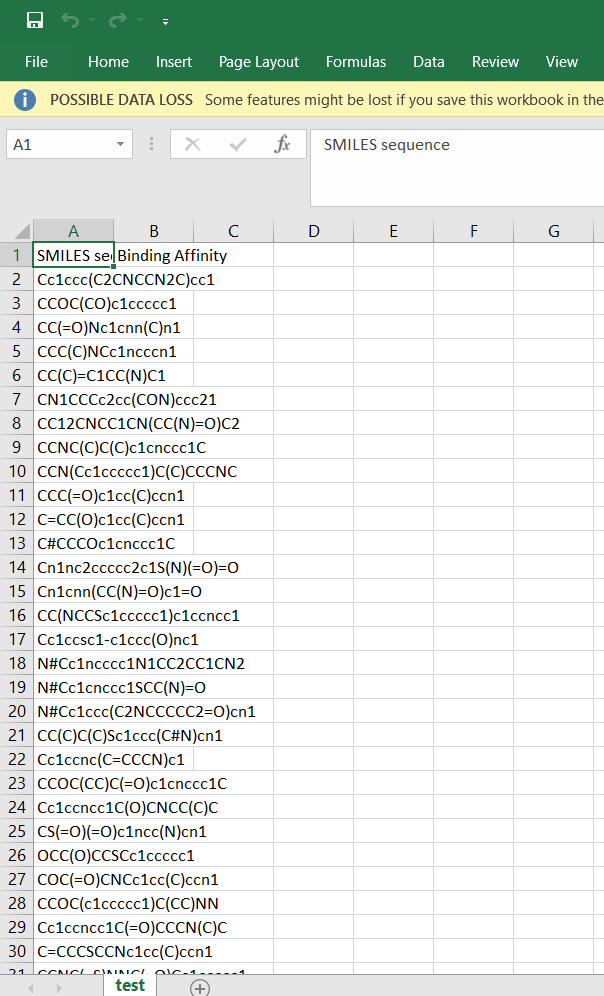 File Home Insert Page Layout Formulas Data Review View
POSSIBLE DATA LOSS Some features might be lost if you save this workbook in the
A1 fx SMILES sequence
A B C D E F G
1 SMILES se Binding Affinity
2 Cc1ccc(C2CNCCN2C)cc1
3 CCOC(CO)c1ccccc1
4 CC(=O)Nc1cnn(C)n1
5 CCC(C)NCc1ncccn1
6 CC(C)=C1CC(N)C1
7 CN1CCCc2cc(CON)ccc21
8 CC12CNCC1CN(CC(N)=O)C2
9 CCNC(C)C(C)c1cnccc1C
10 CCN(Cc1ccccc1)C(C)CCCNC
11 CCC(=O)c1cc(C)ccn1
12 C=CC(O)c1cc(C)ccn1
13 C#CCCOc1cnccc1C
14 Cn1nc2ccccc2c1S(N)(=O)=O
15 Cn1cnn(CC(N)=O)c1=O
16 CC(NCCSc1ccccc1)c1ccncc1
17 Cc1ccsc1-c1ccc(O)nc1
18 N#Cc1ncccc1N1CC2CC1CN2
19 N#Cc1cnccc1SCC(N)=O
20 N#Cc1ccc(C2NCCCCC2=O)cn1
21 CC(C)C(C)Sc1ccc(C#N)cn1
22 Cc1ccnc(C=CCCN)c1
23 CCOC(CC)C(=O)c1cnccc1C
24 Cc1ccncc1C(O)CNCC(C)C
25 CS(=O)(=O)c1ncc(N)cn1
26 OCC(O)CCSCc1ccccc1
27 COC(=O)CNCc1cc(C)ccn1
28 CCOC(c1ccccc1)C(CC)NN
29 Cc1ccncc1C(=O)CCCN(C)C
30 C=CCCSCCNc1cc(C)ccn1
31
test